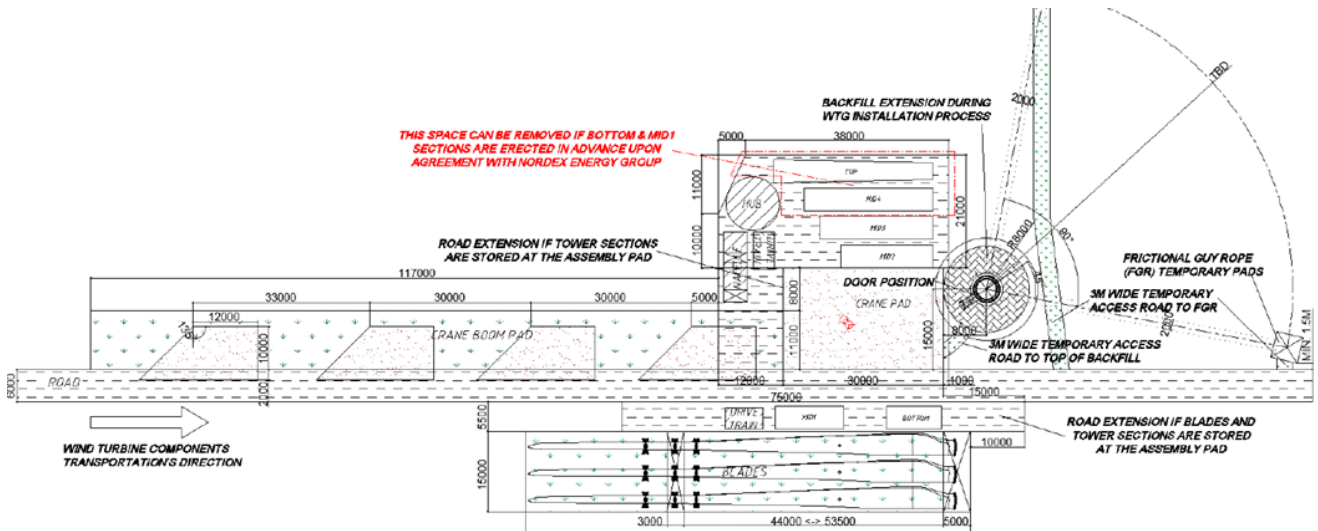 BACKFILL EXTENSION DURING
WTG INSTALLATION PROCESS
2000
TBD
THIS SPACE CAN BE REMOVED IF BOTTOM & MID1
SECTIONS ARE ERECTED IN ADVANCE UPON
AGREEMENT WITH NORDEX ENERGY GROUP
5000
38000
11000
TOP
MID4
HUB
21000
MID3
10000
MID2
R18000
80°
ROAD EXTENSION IF TOWER SECTIONS
ARE STORED AT THE ASSEMBLY PAD
NACELLE
FRICTIONAL GUY ROPE
(FGR) TEMPORARY PADS
117000
DOOR POSITION
33000
30000
30000
5000
8000
CRANE PAD
3M WIDE TEMPORARY
ACCESS ROAD TO FGR
12000
135°
CRANE BOOM PAD
10000
11000
15000
8000
3M WIDE TEMPORARY ACCESS
ROAD TO TOP OF BACKFILL
MIN. 1.5M
6000
ROAD
2000
12000
30000
1000
15000
75000
WIND TURBINE COMPONENTS
TRANSPORTATION'S DIRECTION
5500
DRIVE
TRAIN
MID1
BOTTOM
ROAD EXTENSION IF BLADES AND
TOWER SECTIONS ARE STORED
AT THE ASSEMBLY PAD
10000
15000
BLADES
3000
44000 <-> 53500
5000